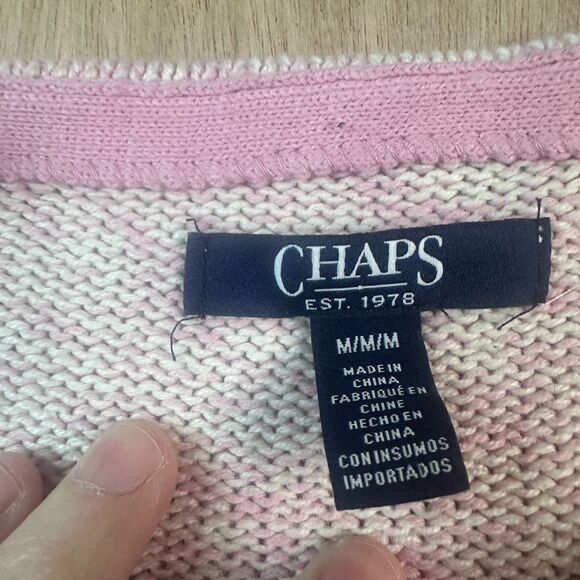 CHAPS
EST. 1978
M/M/M
MADE IN
CHINA
FABRIQUÉ EN
CHINE
HECHO EN
CHINA
CON INSUMOS
IMPORTADOS